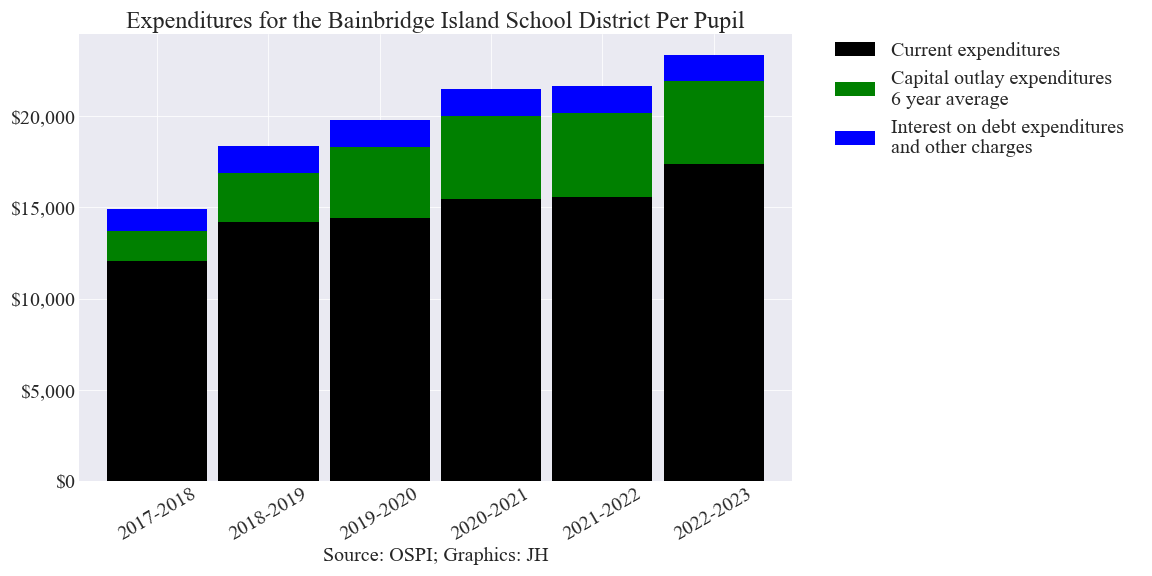 Expenditures for the Bainbridge Island School District Per Pupil
Current expenditures
Capital outlay expenditures
6 year average
Interest on debt expenditures
and other charges
$20,000
$15,000
$10,000
$5,000
$0
2017-2018
2018-2019
2019-2020
2020-2021
2021-2022
2022-2023
Source: OSPI; Graphics: JH